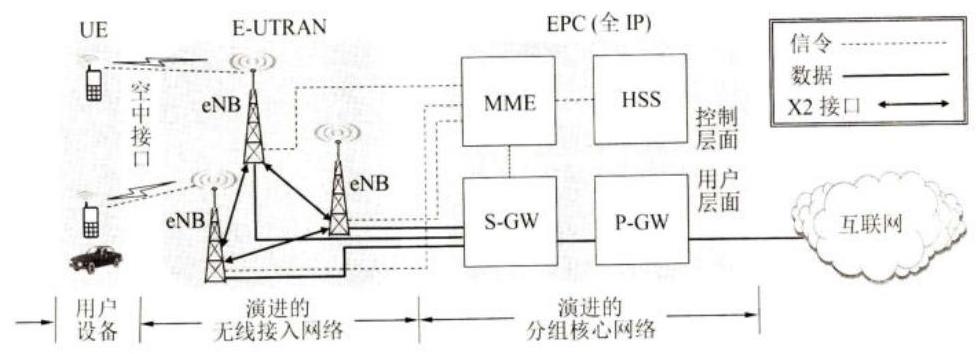 UE
E-UTRAN
EPC (全 IP)
信令
数据
X2 接口
空中接口
eNB
eNB
eNB
MME
HSS
控制
层面
用户
层面
S-GW
P-GW
互联网
用户
设备
演进的
无线接入网络
演进的
分组核心网络